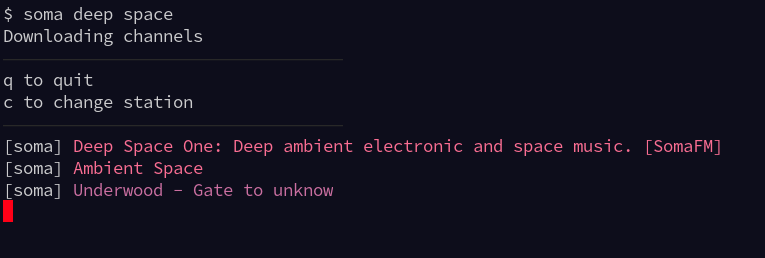 $ soma deep space
Downloading channels
q to quit
c to change station
[soma] Deep Space One: Deep ambient electronic and space music. [SomaFM]
[soma] Ambient Space
[soma] Underwood - Gate to unknow